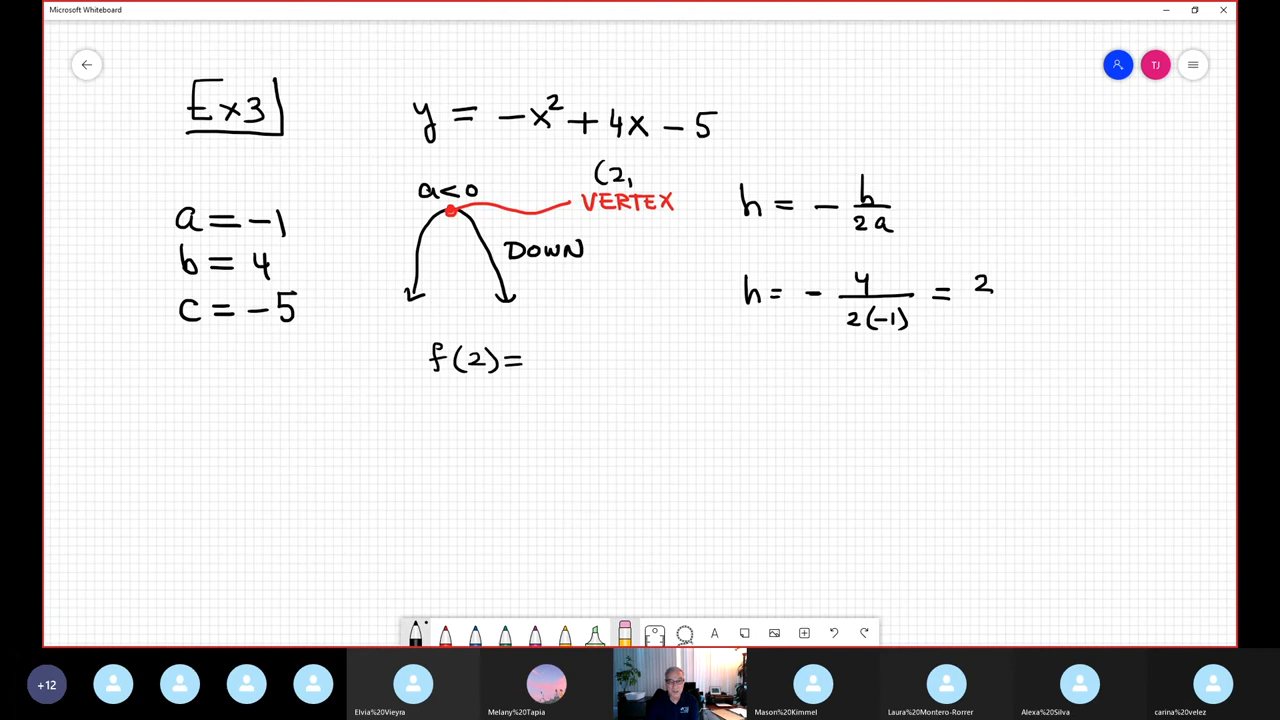 Microsoft Whiteboard
TJ
Ex3
y = -x² + 4x - 5
(2,
a<0
VERTEX
h = - b/2a
a = -1
b = 4
c = -5
DOWN
h = - 4/2(-1) = 2
f(2) =
A
+12
Elvia%20Vieyra
Melany%20Tapia
Mason%20Kimmel
Laura%20Montero-Rorrer
Alexa%20Silva
carina%20velez